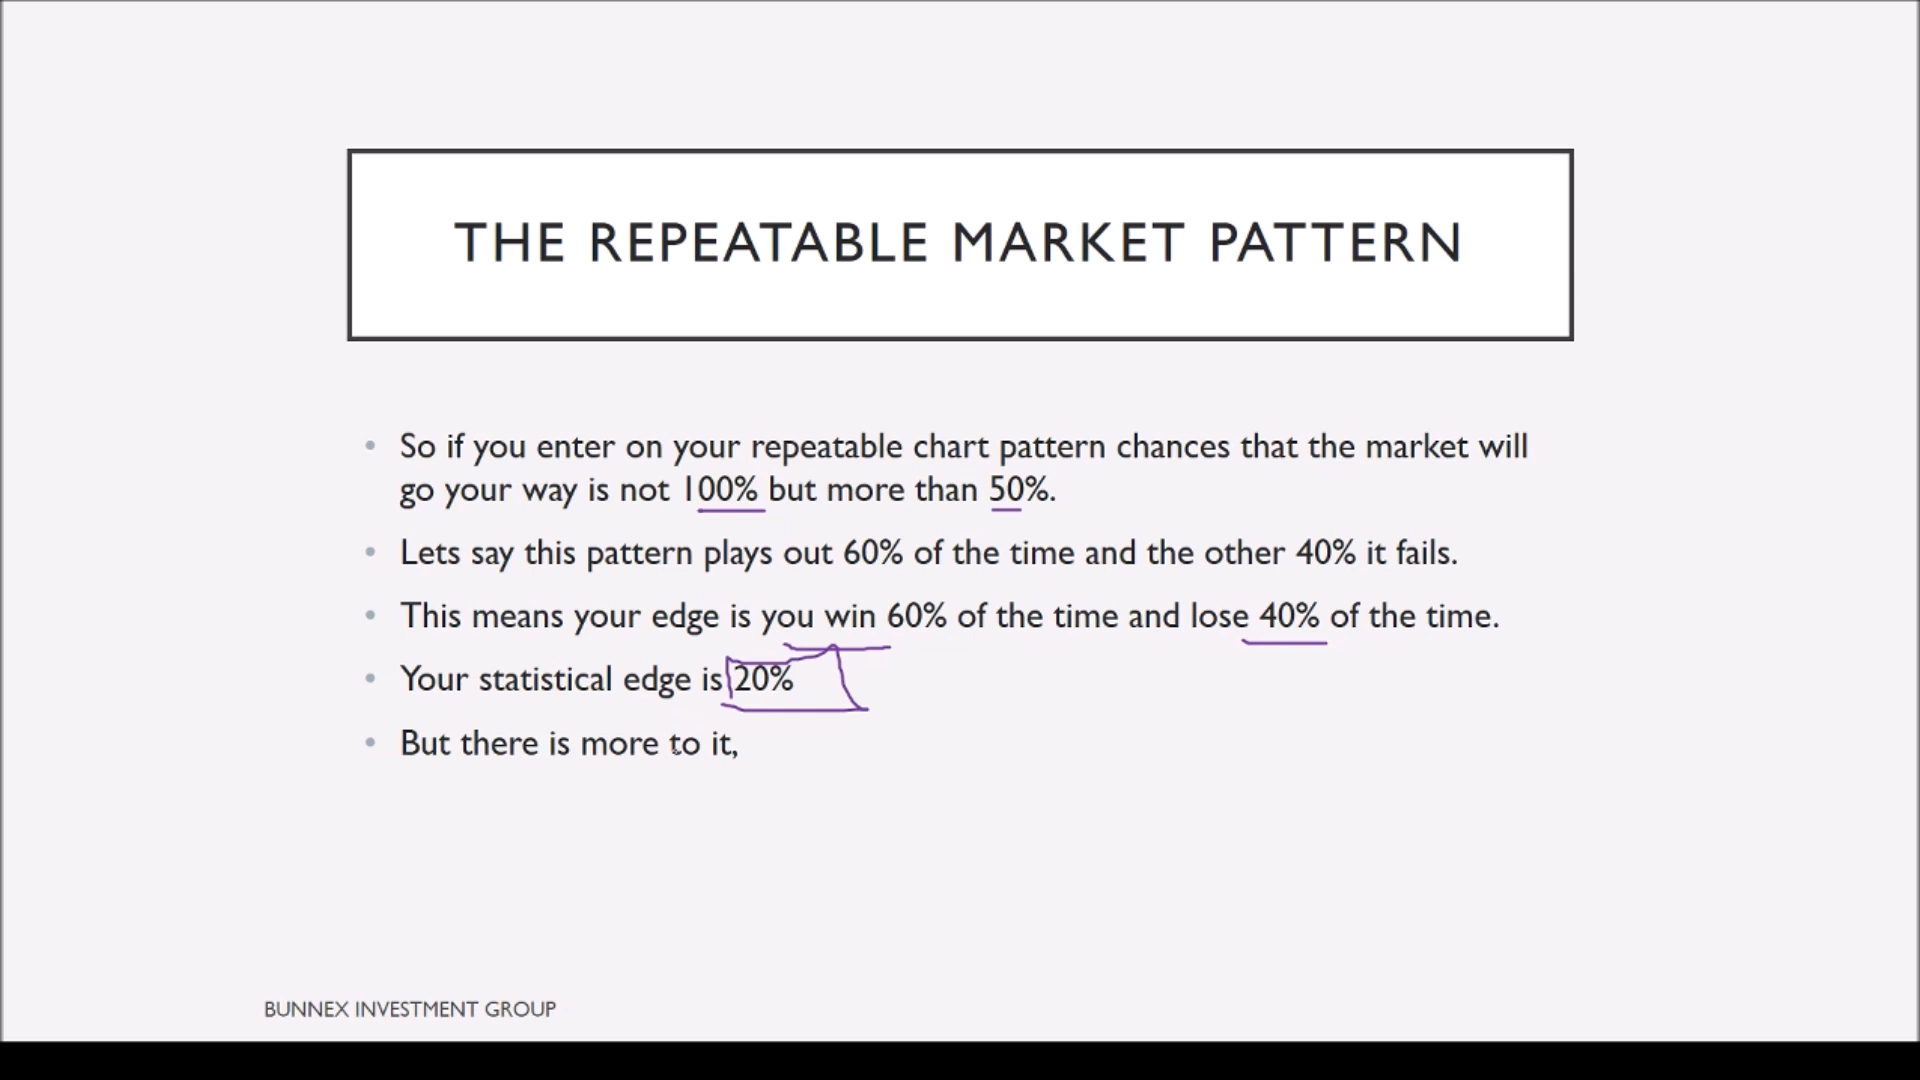 THE REPEATABLE MARKET PATTERN
• So if you enter on your repeatable chart pattern chances that the market will
go your way is not 100% but more than 50%.
• Lets say this pattern plays out 60% of the time and the other 40% it fails.
• This means your edge is you win 60% of the time and lose 40% of the time.
• Your statistical edge is 20%
• But there is more to it,
BUNNEX INVESTMENT GROUP